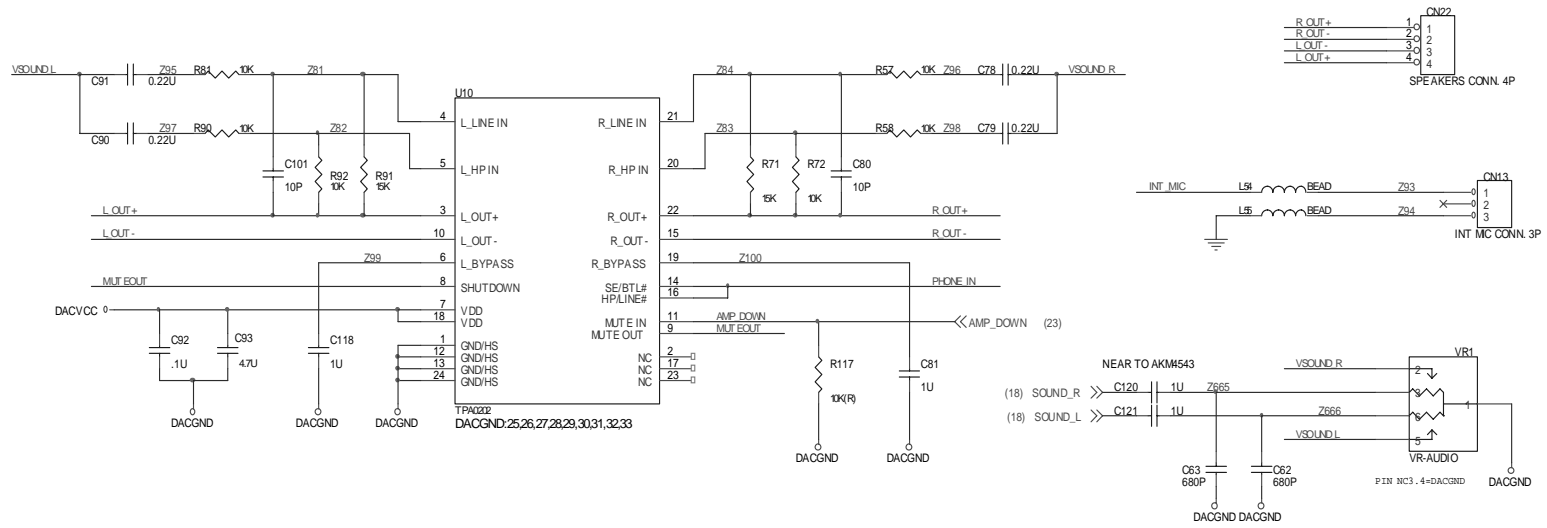 CN22
R_OUT+ 1 1
R_OUT- 2 2
L_OUT- 3 3
L_OUT+ 4 4
SPEAKERS CONN. 4P
VSOUND L
C91
0.22U
Z95
R81
10K
Z81
C90
0.22U
Z97
R90
10K
Z82
C101
10P
R92
10K
R91
15K
L_OUT+
L_OUT-
Z99
MUTEOUT
DACVCC
C92
.1U
C93
4.7U
C118
1U
DACGND
DACGND
DACGND
U10
4 L_LINE IN
5 L_HP IN
3 L_OUT+
10 L_OUT-
6 L_BYPASS
8 SHUTDOWN
7 VDD
18 VDD
1 GND/HS
12 GND/HS
13 GND/HS
24 GND/HS
R_LINE IN 21
R_HP IN 20
R_OUT+ 22
R_OUT- 15
R_BYPASS 19
SE/BTL# 14
HP/LINE# 16
MUTE IN 11
MUTE OUT 9
NC 2
NC 17
NC 23
TPA0202
DACGND:25,26,27,28,29,30,31,32,33
Z84
R57
10K
Z96
C78
0.22U
VSOUND_R
Z83
R58
10K
Z98
C79
0.22U
R71
15K
R72
10K
C80
10P
R_OUT+
R_OUT-
Z100
PHONE_IN
AMP_DOWN
AMP_DOWN (23)
MUTEOUT
R117
10K(R)
C81
1U
DACGND
DACGND
CN13
INT_MIC L54 BEAD Z93 1 1
2
L55 BEAD Z94 3 3
INT MIC CONN. 3P
NEAR TO AKM4543
VR1
VSOUND_R 2
(18) SOUND_R C120 1U Z665 3
(18) SOUND_L C121 1U Z666 6
1
VSOUND L 5
VR-AUDIO
C63
680P
C62
680P
PIN NC3.4=DACGND
DACGND
DACGND DACGND